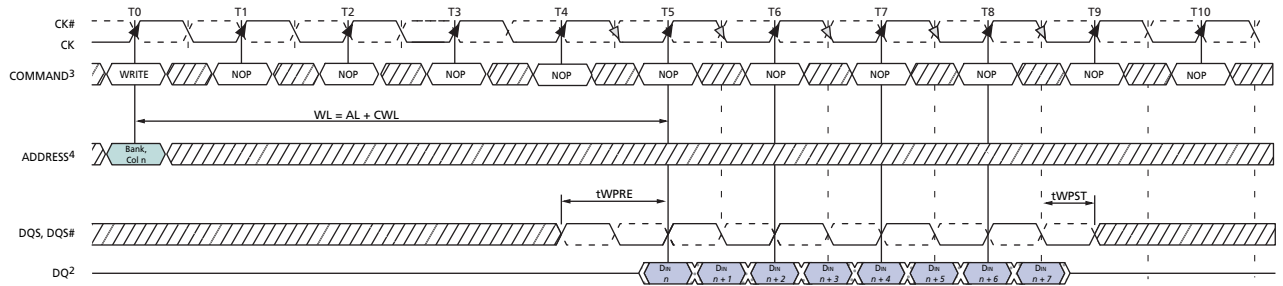 T0 T1 T2 T3 T4 T5 T6 T7 T8 T9 T10
CK#
CK
COMMAND3 WRITE NOP NOP NOP NOP NOP NOP NOP NOP NOP NOP
WL = AL + CWL
ADDRESS4 Bank,
Col n
tWPRE tWPST
DQS, DQS#
DQ2 DIN DIN DIN DIN DIN DIN DIN DIN
n n + 1 n + 2 n + 3 n + 4 n + 5 n + 6 n + 7